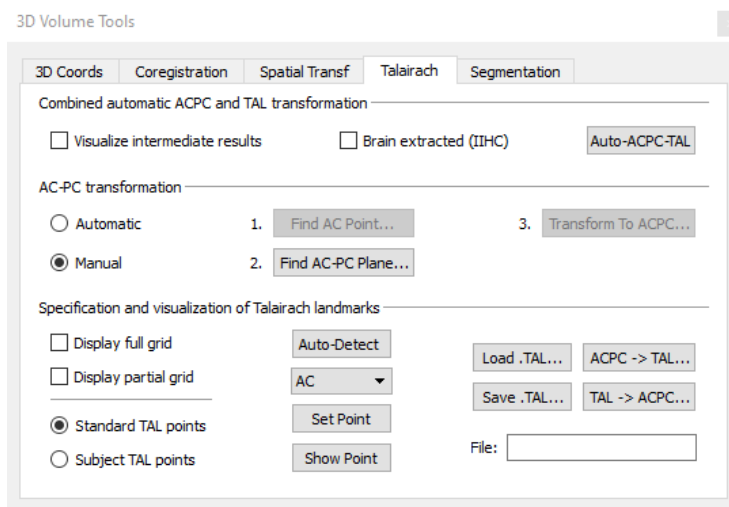 3D Volume Tools
3D Coords Coregistration Spatial Transf Talairach Segmentation
Combined automatic ACPC and TAL transformation
Visualize intermediate results Brain extracted (IIHC) Auto-ACPC-TAL
AC-PC transformation
Automatic 1. Find AC Point... 3. Transform To ACPC...
Manual 2. Find AC-PC Plane...
Specification and visualization of Talairach landmarks
Display full grid Auto-Detect
Load .TAL... ACPC -> TAL...
Display partial grid AC
Save .TAL... TAL -> ACPC...
Standard TAL points Set Point
File:
Subject TAL points Show Point